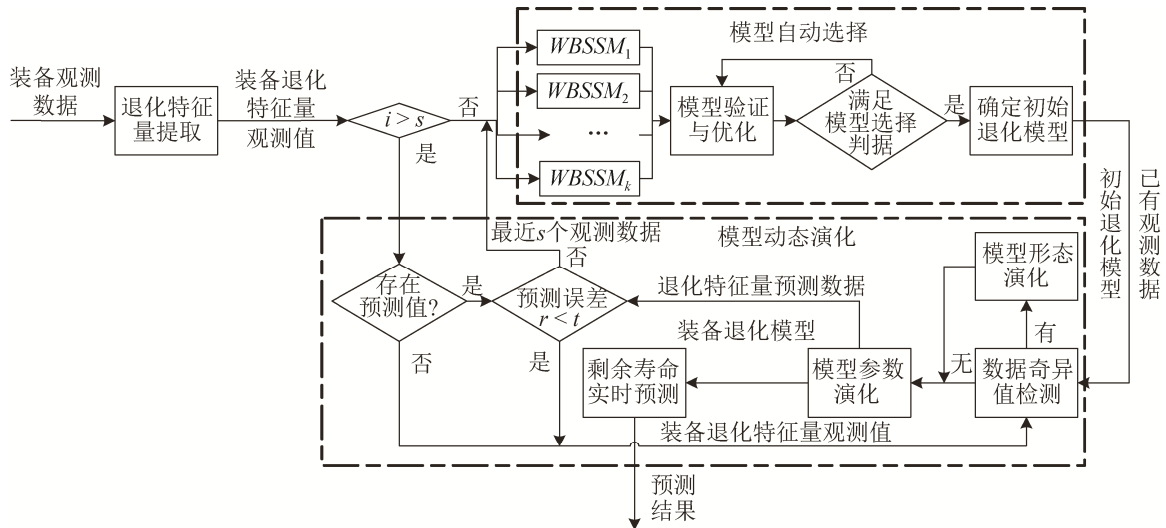 装备观测
数据
退化特征
量提取
装备退化
特征量
观测值
i > s
否
是
WBSSM1
WBSSM2
...
WBSSMk
模型自动选择
模型验证
与优化
否
满足
模型选择
判据
是
确定初始
退化模型
初始退化模型
已有观测数据
最近s个观测数据
模型动态演化
存在
预测值?
是
否
否
预测误差
r < t
是
退化特征量预测数据
装备退化模型
剩余寿命
实时预测
模型参数
演化
无
模型形态
演化
有
数据奇异
值检测
装备退化特征量观测值
预测
结果